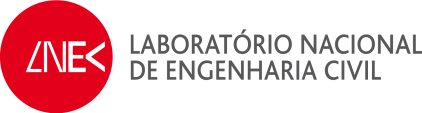 LNEC
LABORATÓRIO NACIONAL
DE ENGENHARIA CIVIL